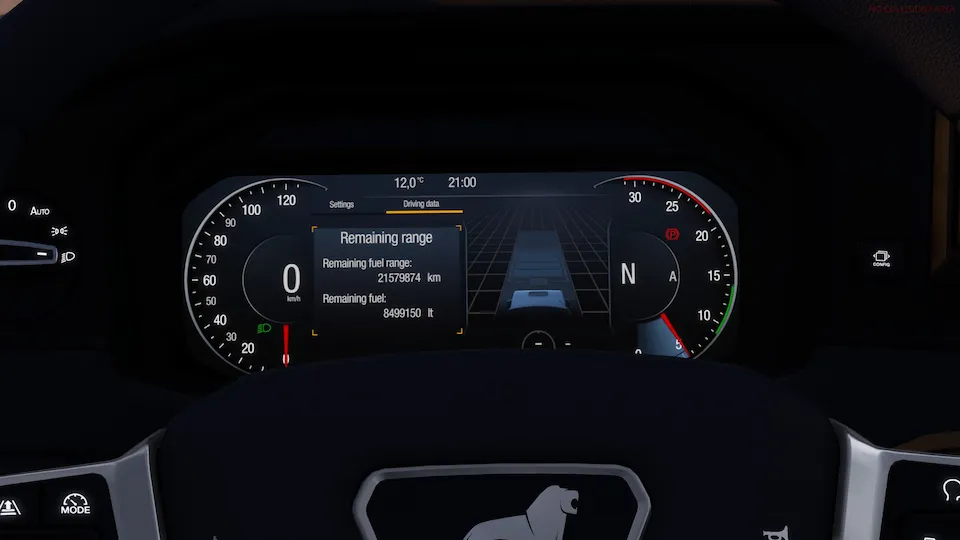 12,0°C 21:00
Settings Driving data
Remaining range
Remaining fuel range:
21579874 km
Remaining fuel:
8499150 lt
0
km/h
0
20
30
40
50
60
70
80
90
100
120
N
A
P
0
5
10
15
20
25
30
0
AUTO
CONFIG
MODE